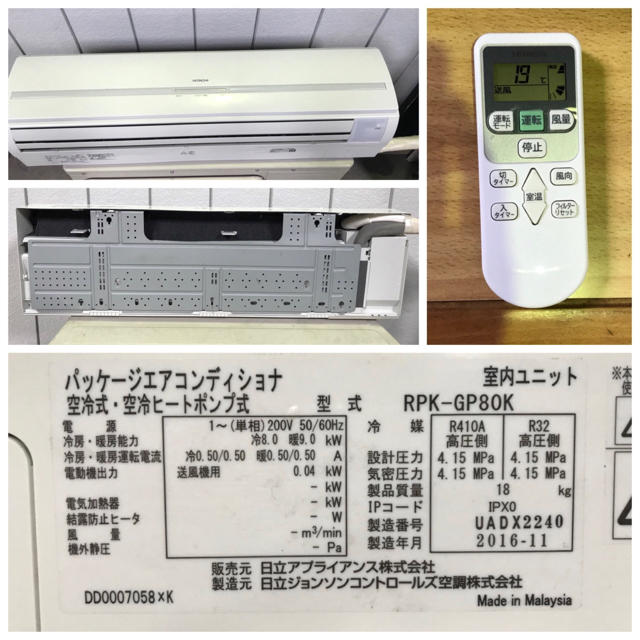 HITACHI
HITACHI
19 ℃
送風
運転モード
運転
風量
停止
切タイマー
風向
室温
入タイマー
フィルターリセット
パッケージエアコンディショナ 室内ユニット
空冷式・空冷ヒートポンプ式 型式 RPK-GP80K
電源 1～(単相)200V 50/60Hz
冷房・暖房能力 冷8.0 暖9.0 kW
冷房・暖房運転電流 冷0.50/0.50 暖0.50/0.50 A
電動機出力 送風機用 0.04 kW
- kW
電気加熱器 - kW
結露防止ヒータ - W
風量 - m³/min
機外静圧 - Pa
冷媒 R410A R32
高圧側 高圧側
設計圧力 4.15 MPa 4.15 MPa
気密圧力 4.15 MPa 4.15 MPa
製品質量 18 kg
IPコード IPX0
製造番号 UADX2240
製造年月 2016-11
販売元 日立アプライアンス株式会社
製造元 日立ジョンソンコントロールズ空調株式会社
DD0007058×K
Made in Malaysia
※本
使